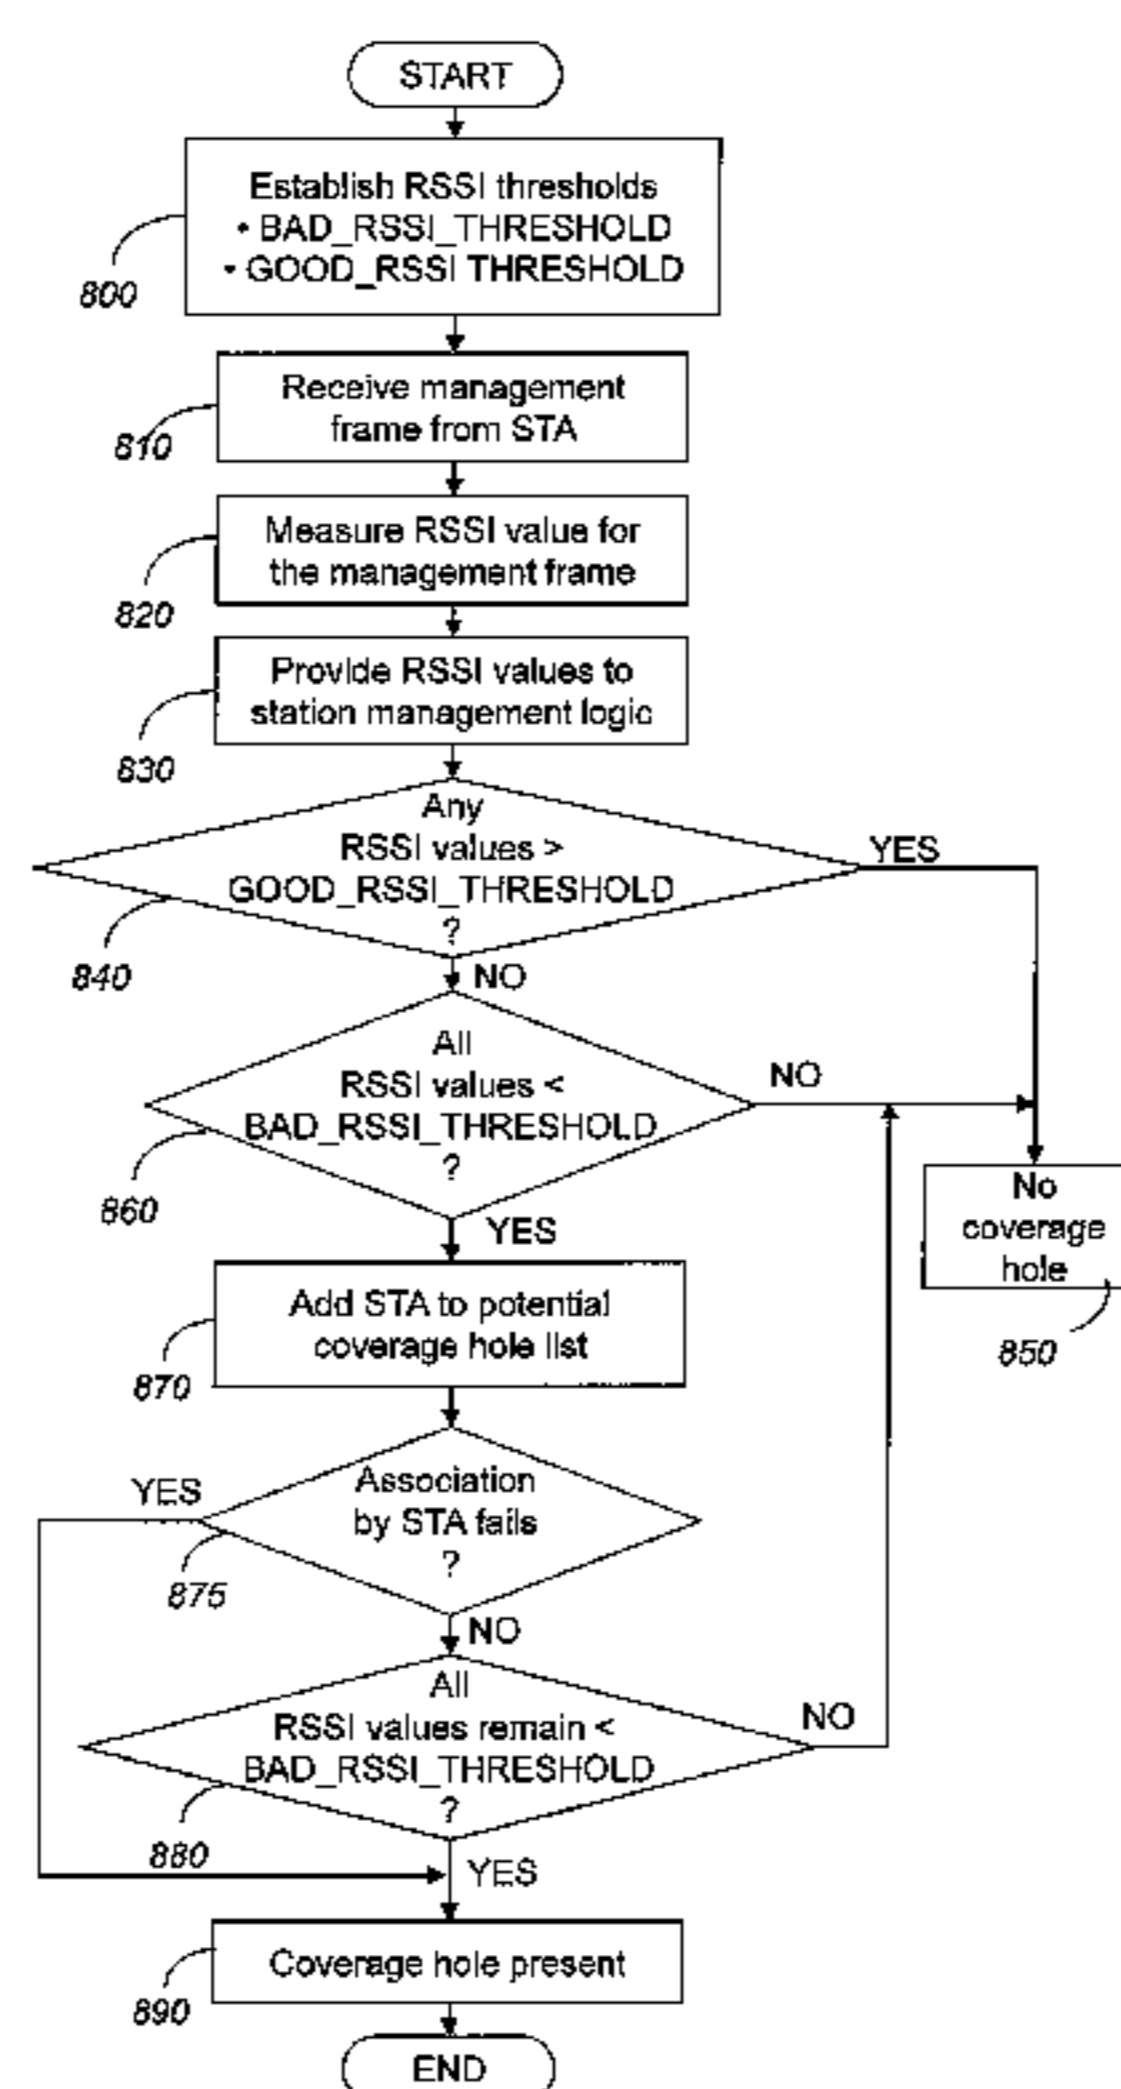 START
Establish RSSI thresholds
• BAD_RSSI_THRESHOLD
• GOOD_RSSI THRESHOLD
800
Receive management
frame from STA
810
Measure RSSI value for
the management frame
820
Provide RSSI values to
station management logic
830
Any
RSSI values >
GOOD_RSSI_THRESHOLD
?
YES
840
NO
All
RSSI values <
BAD_RSSI_THRESHOLD
?
NO
860
YES
No
coverage
hole
850
Add STA to potential
coverage hole list
870
Association
by STA fails
?
YES
875
NO
All
RSSI values remain <
BAD_RSSI_THRESHOLD
?
NO
880
YES
Coverage hole present
890
END